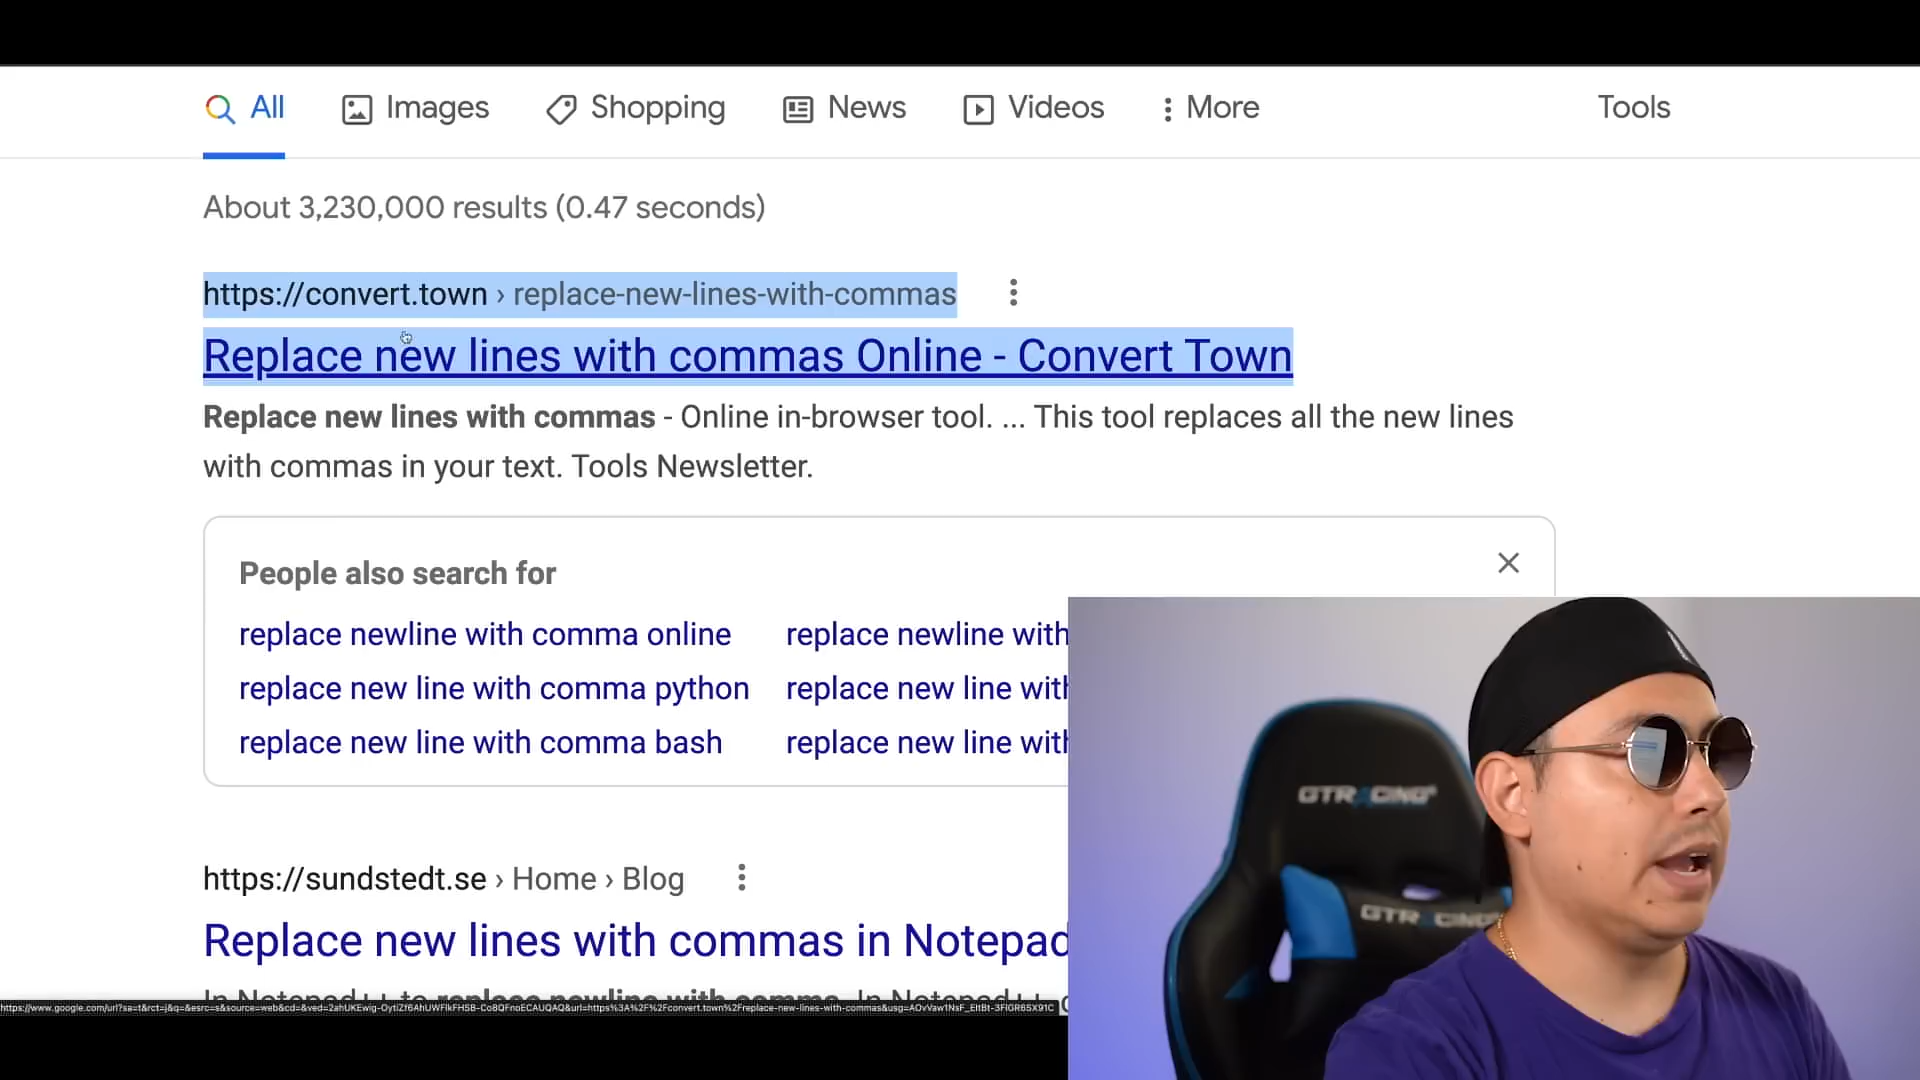 All Images Shopping News Videos More Tools
About 3,230,000 results (0.47 seconds)
https://convert.town › replace-new-lines-with-commas
Replace new lines with commas Online - Convert Town
Replace new lines with commas - Online in-browser tool. ... This tool replaces all the new lines
with commas in your text. Tools Newsletter.
People also search for
replace newline with comma online replace newline with
replace new line with comma python replace new line with
replace new line with comma bash replace new line with
https://sundstedt.se › Home › Blog
Replace new lines with commas in Notepad
GTRACING
GTRACING